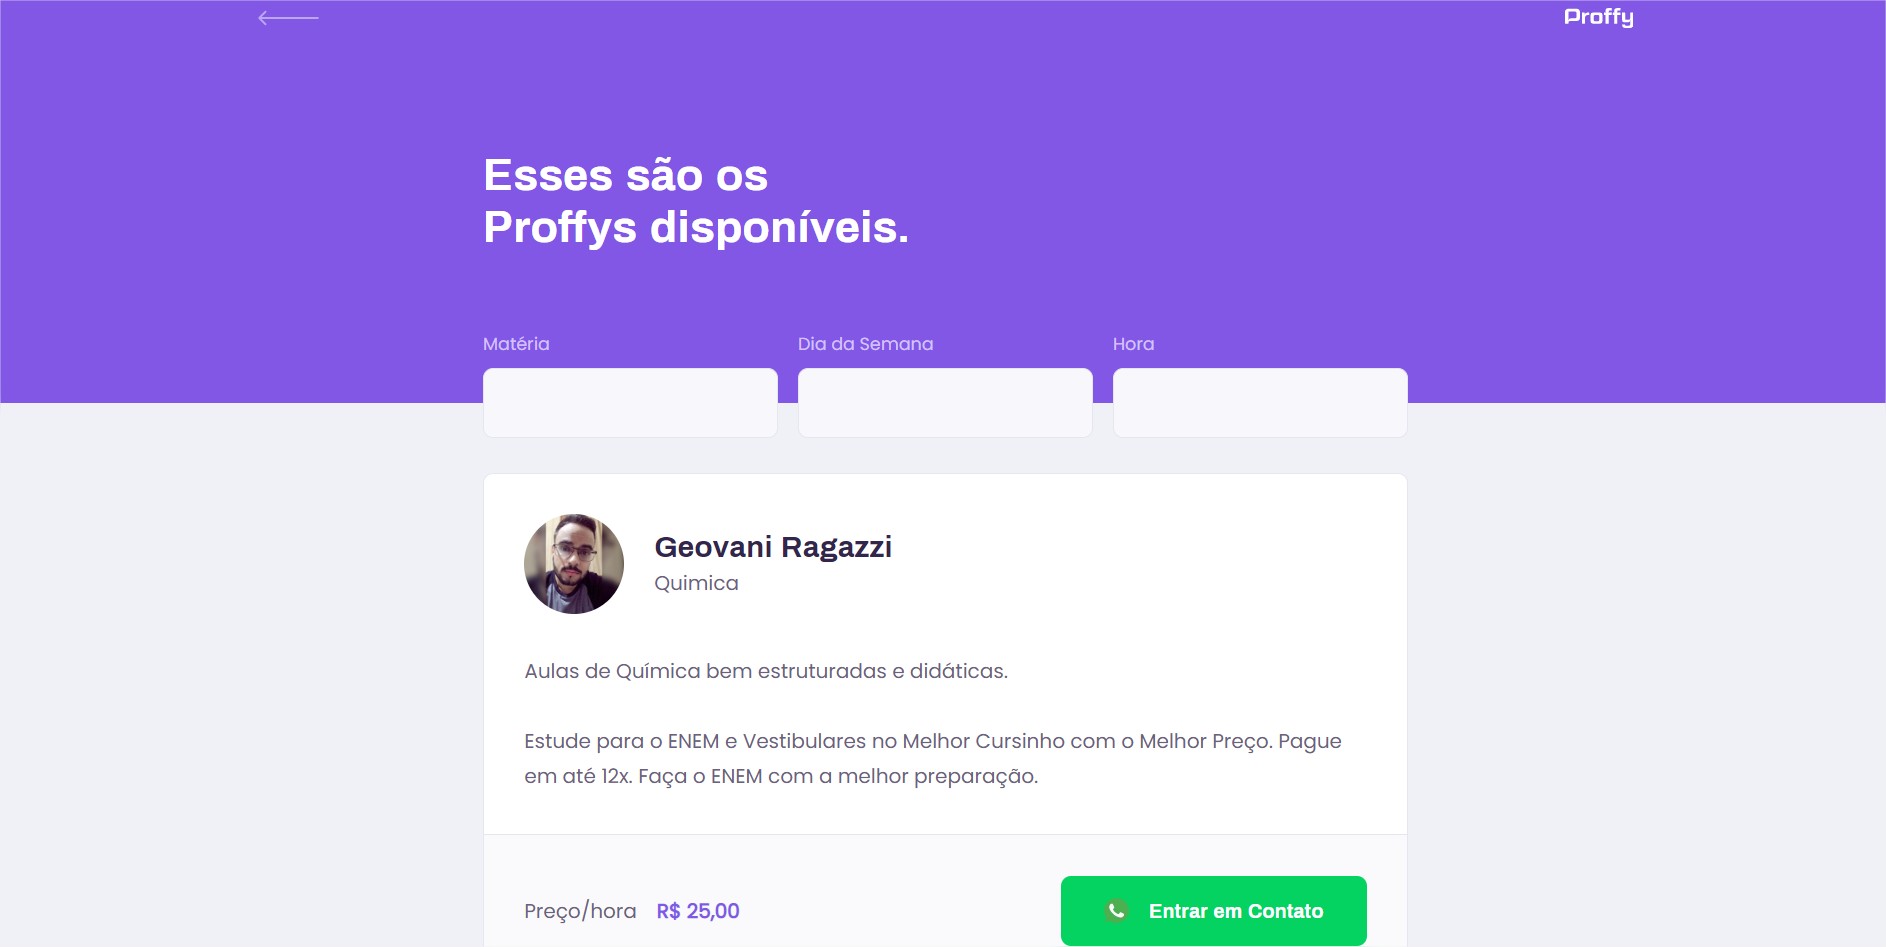 Proffy
Esses são os
Proffys disponíveis.
Matéria
Dia da Semana
Hora
Geovani Ragazzi
Quimica
Aulas de Química bem estruturadas e didáticas.
Estude para o ENEM e Vestibulares no Melhor Cursinho com o Melhor Preço. Pague
em até 12x. Faça o ENEM com a melhor preparação.
Preço/hora R$ 25,00
Entrar em Contato